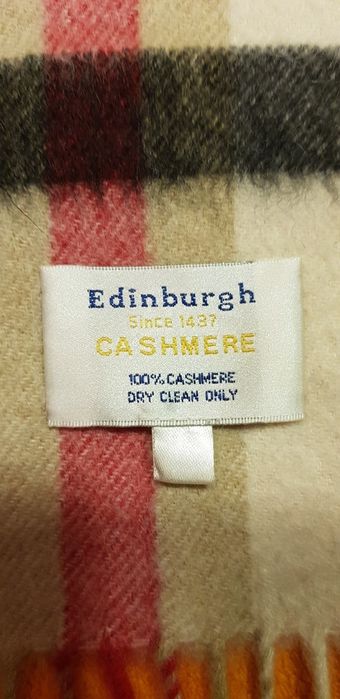 Edinburgh
Since 1437
CASHMERE
100% CASHMERE
DRY CLEAN ONLY